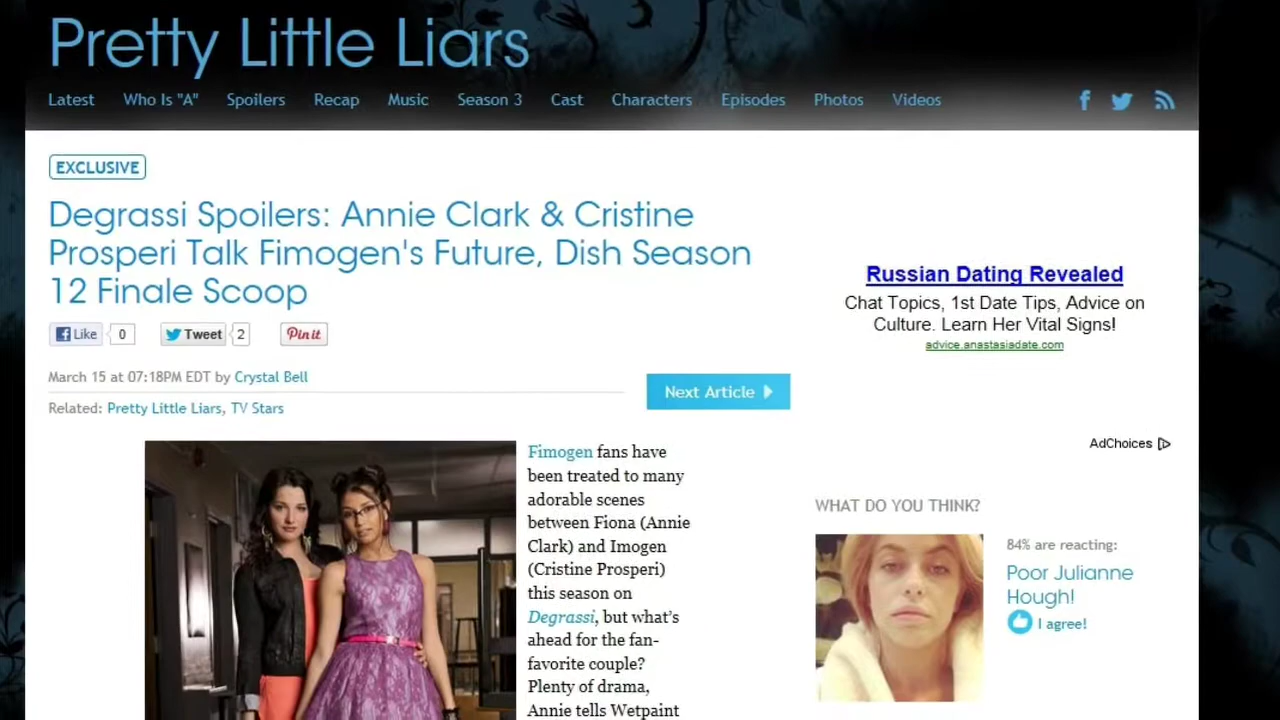 Pretty Little Liars
Latest Who Is "A" Spoilers Recap Music Season 3 Cast Characters Episodes Photos Videos
EXCLUSIVE
Degrassi Spoilers: Annie Clark & Cristine
Prosperi Talk Fimogen's Future, Dish Season
12 Finale Scoop
Like 0 Tweet 2 Pin it
March 15 at 07:18PM EDT by Crystal Bell
Related: Pretty Little Liars, TV Stars
Next Article
Fimogen fans have
been treated to many
adorable scenes
between Fiona (Annie
Clark) and Imogen
(Cristine Prosperi)
this season on
Degrassi, but what's
ahead for the fan-
favorite couple?
Plenty of drama,
Annie tells Wetpaint
Russian Dating Revealed
Chat Topics, 1st Date Tips, Advice on
Culture. Learn Her Vital Signs!
advice.anastasiadate.com
AdChoices
WHAT DO YOU THINK?
84% are reacting:
Poor Julianne
Hough!
I agree!